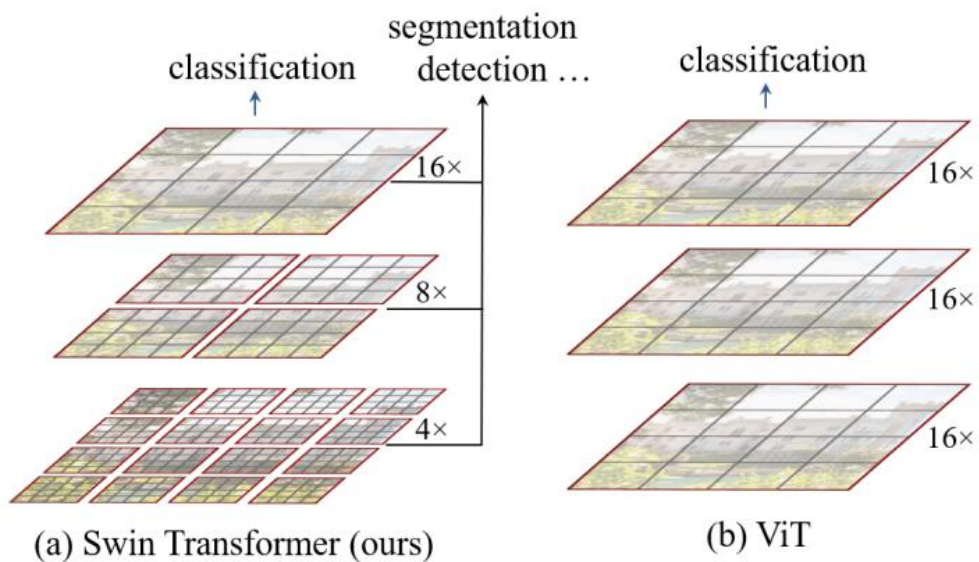 segmentation
detection ...
classification
16×
8×
4×
(a) Swin Transformer (ours)
classification
16×
16×
16×
(b) ViT